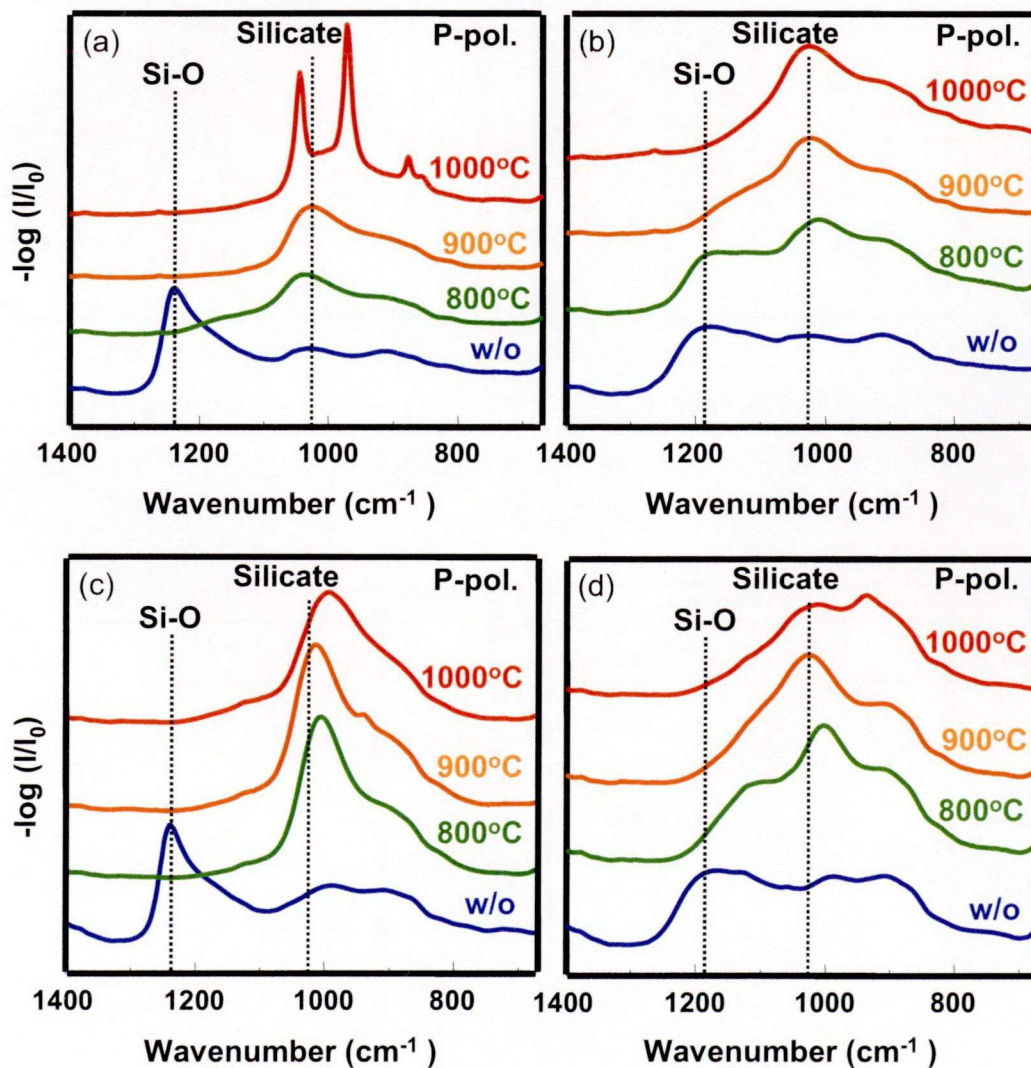 (a) Silicate P-pol.
Si-O
1000°C
900°C
800°C
w/o
-log (I/I₀)
1400 1200 1000 800
Wavenumber (cm⁻¹ )
(b) Silicate P-pol.
Si-O
1000°C
900°C
800°C
w/o
1400 1200 1000 800
Wavenumber (cm⁻¹ )
(c) Silicate P-pol.
Si-O
1000°C
900°C
800°C
w/o
-log (I/I₀)
1400 1200 1000 800
Wavenumber (cm⁻¹ )
(d) Silicate P-pol.
Si-O
1000°C
900°C
800°C
w/o
1400 1200 1000 800
Wavenumber (cm⁻¹ )